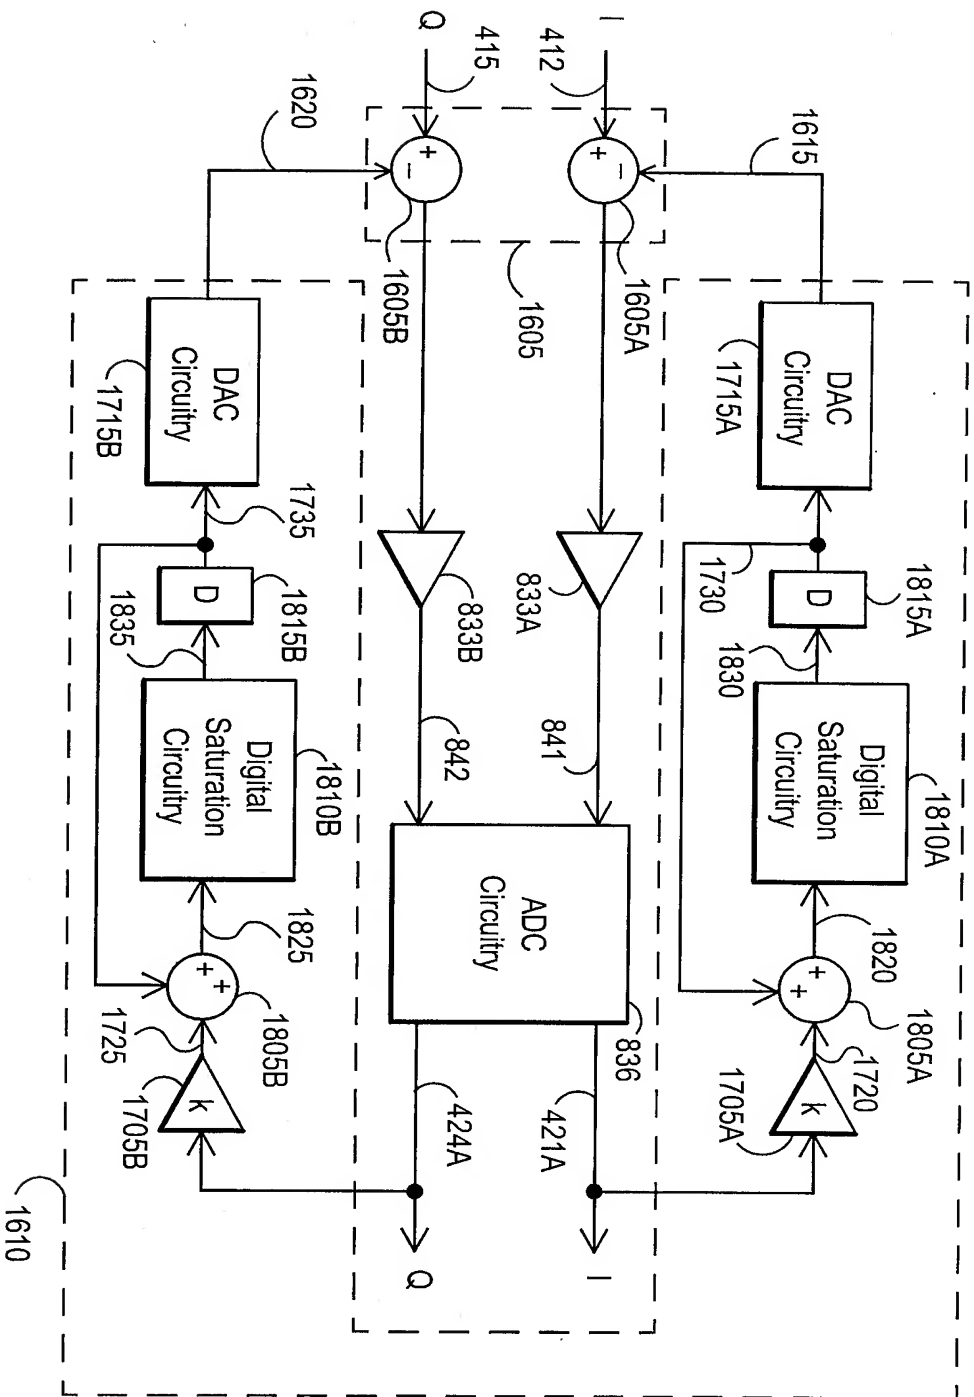 1615
1715A
DAC
Circuitry
1730
1815A
D
1830
1810A
Digital
Saturation
Circuitry
1820
1805A
+
+
1720
1705A
k
I
412
+
−
1605A
1605
833A
841
836
ADC
Circuitry
421A
I
Q
415
+
−
1605B
833B
842
424A
Q
1620
DAC
Circuitry
1715B
1735
D
1815B
1835
1810B
Digital
Saturation
Circuitry
1825
+
+
1805B
1725
k
1705B
1610